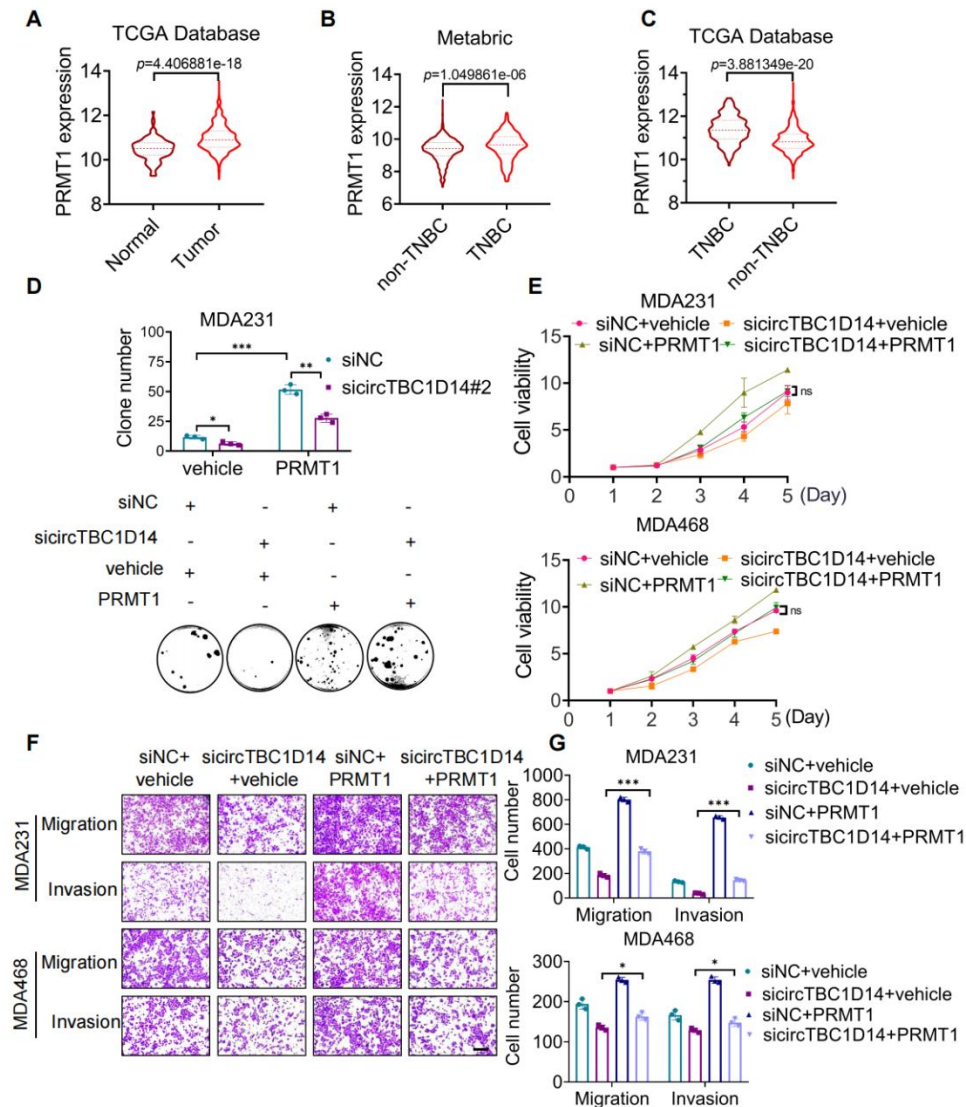 A
TCGA Database
p=4.406881e-18
PRMT1 expression
14
12
10
8
6
Normal
Tumor
B
Metabric
p=1.049861e-06
PRMT1 expression
14
12
10
8
6
4
non-TNBC
TNBC
C
TCGA Database
p=3.881349e-20
PRMT1 expression
14
12
10
8
TNBC
non-TNBC
D
MDA231
Clone number
100
75
50
25
0
***
**
*
siNC
sicircTBC1D14#2
vehicle
PRMT1
siNC + - + -
sicircTBC1D14 - + - +
vehicle + + - -
PRMT1 - - + +
E
MDA231
siNC+vehicle
sicircTBC1D14+vehicle
siNC+PRMT1
sicircTBC1D14+PRMT1
Cell viability
15
10
5
0
ns
0 1 2 3 4 5 (Day)
MDA468
siNC+vehicle
sicircTBC1D14+vehicle
siNC+PRMT1
sicircTBC1D14+PRMT1
Cell viability
15
10
5
0
ns
0 1 2 3 4 5 (Day)
F
siNC+ sicircTBC1D14 siNC+ sicircTBC1D14
vehicle +vehicle PRMT1 +PRMT1
MDA231
Migration
Invasion
MDA468
Migration
Invasion
G
MDA231
Cell number
1000
800
600
400
200
0
***
***
Migration
Invasion
siNC+vehicle
sicircTBC1D14+vehicle
siNC+PRMT1
sicircTBC1D14+PRMT1
MDA468
Cell number
300
200
100
0
*
*
Migration
Invasion
siNC+vehicle
sicircTBC1D14+vehicle
siNC+PRMT1
sicircTBC1D14+PRMT1